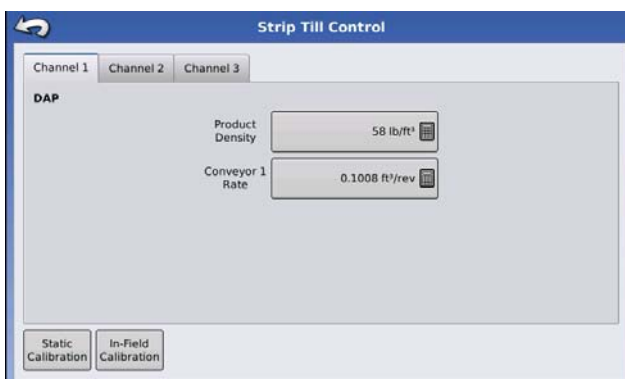 Strip Till Control
Channel 1 Channel 2 Channel 3
DAP
Product
Density
58 lb/ft³
Conveyor 1
Rate
0.1008 ft³/rev
Static
Calibration
In-Field
Calibration